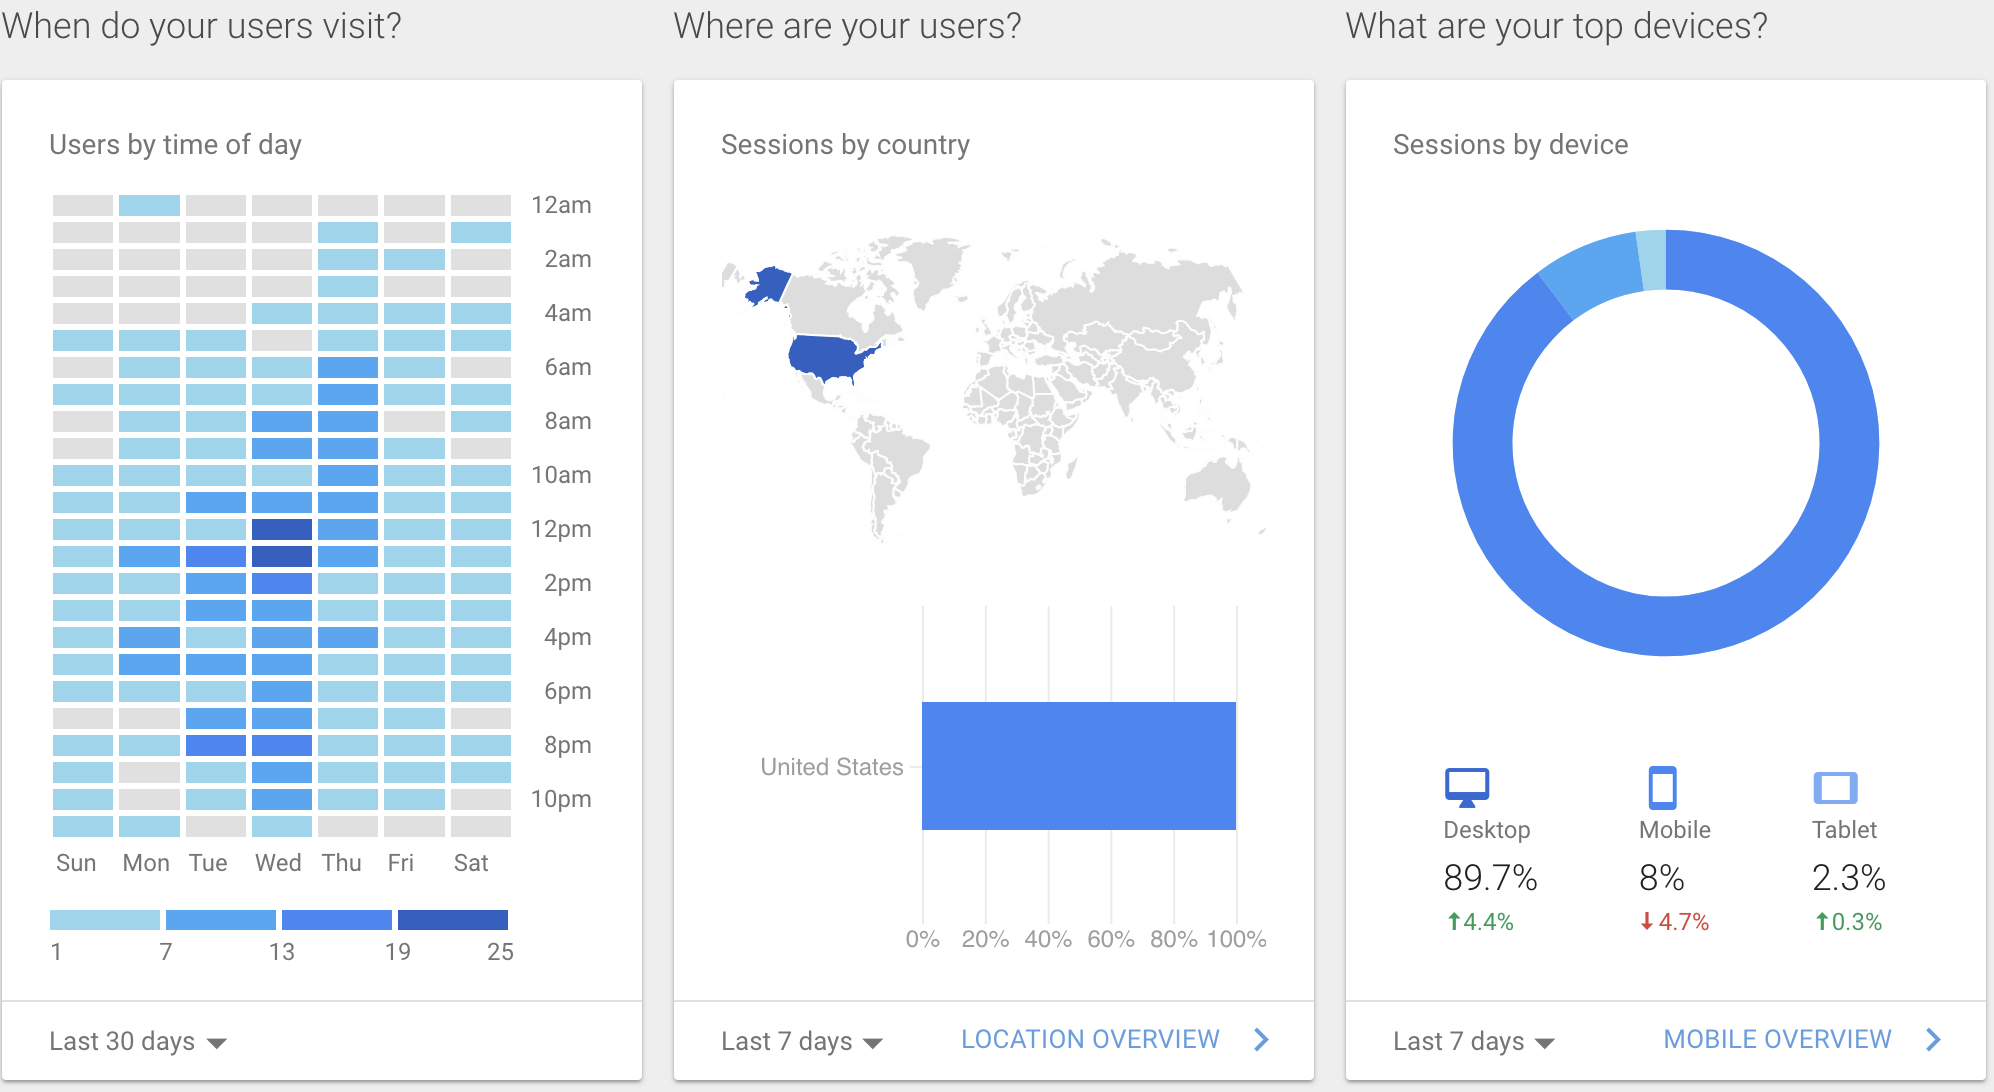 When do your users visit?
Users by time of day
12am
2am
4am
6am
8am
10am
12pm
2pm
4pm
6pm
8pm
10pm
Sun Mon Tue Wed Thu Fri Sat
1 7 13 19 25
Last 30 days
Where are your users?
Sessions by country
United States
0% 20% 40% 60% 80% 100%
Last 7 days LOCATION OVERVIEW
What are your top devices?
Sessions by device
Desktop Mobile Tablet
89.7% 8% 2.3%
4.4% 4.7% 0.3%
Last 7 days MOBILE OVERVIEW